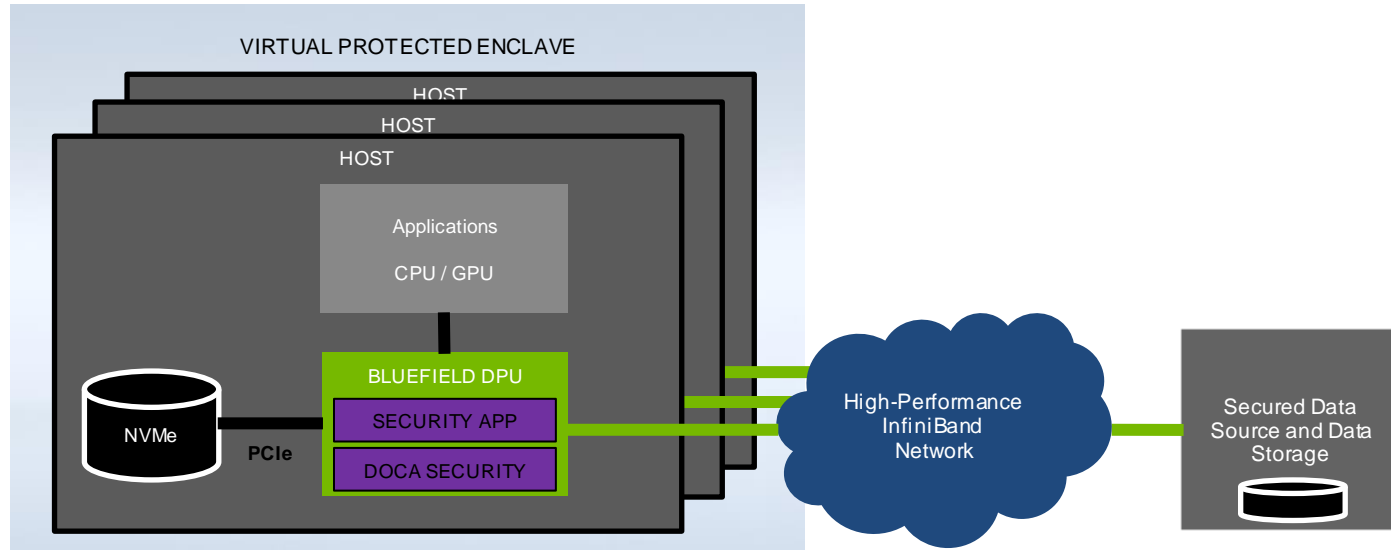 VIRTUAL PROTECTED ENCLAVE
HOST
HOST
HOST
Applications
CPU / GPU
BLUEFIELD DPU
SECURITY APP
DOCA SECURITY
NVMe
PCIe
High-Performance
InfiniBand
Network
Secured Data
Source and Data
Storage